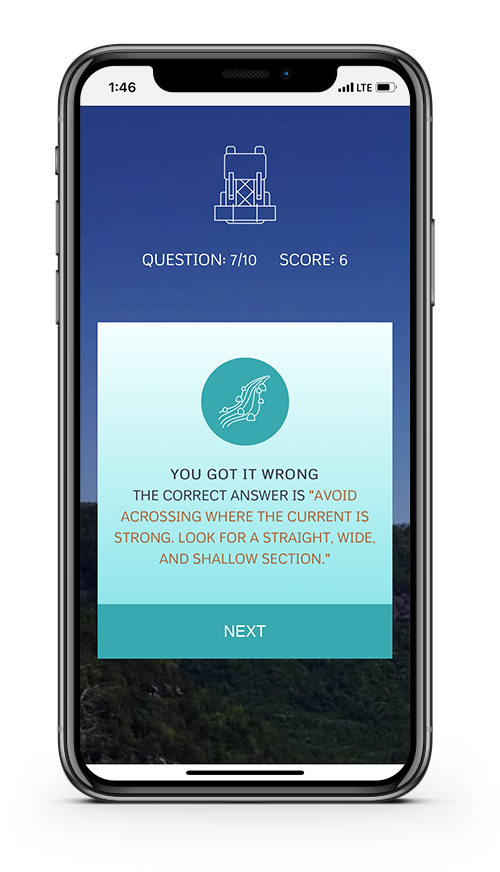 1:46 LTE
QUESTION: 7/10 SCORE: 6
YOU GOT IT WRONG
THE CORRECT ANSWER IS "AVOID
ACROSSING WHERE THE CURRENT IS
STRONG. LOOK FOR A STRAIGHT, WIDE,
AND SHALLOW SECTION."
NEXT